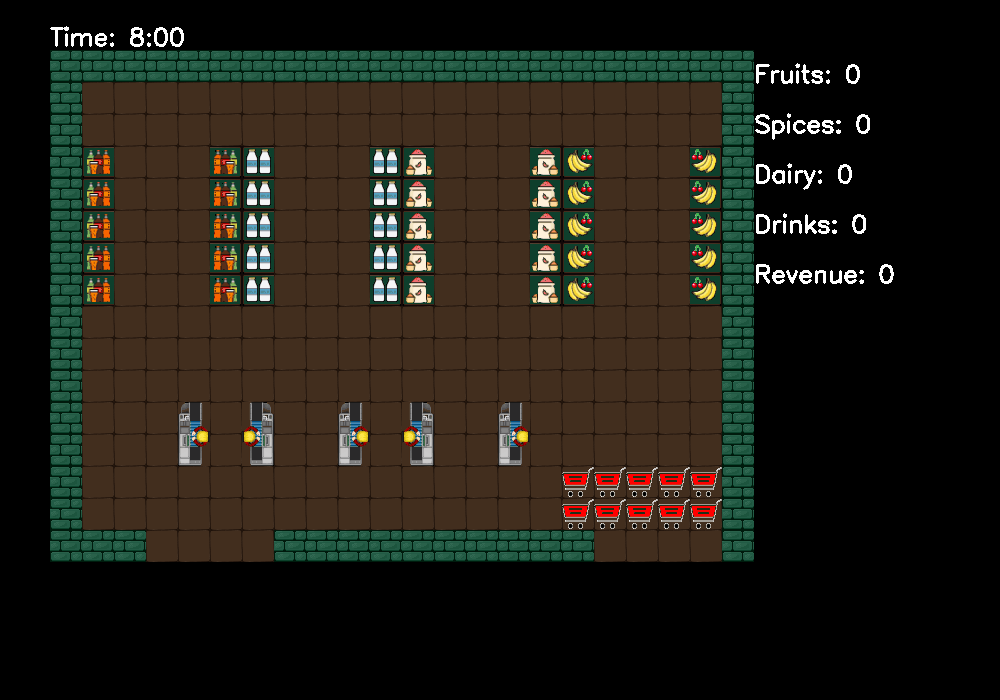 Time: 8:00
Fruits: 0
Spices: 0
Dairy: 0
Drinks: 0
Revenue: 0